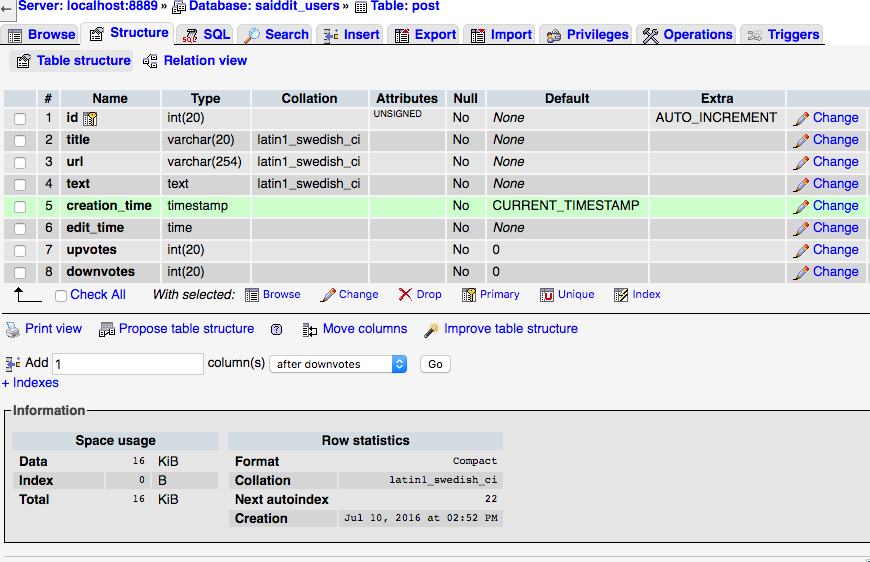 Server: localhost:8889 » Database: saiddit_users » Table: post
Browse Structure SQL Search Insert Export Import Privileges Operations Triggers
Table structure Relation view
# Name Type Collation Attributes Null Default Extra
1 id int(20) UNSIGNED No None AUTO_INCREMENT Change
2 title varchar(20) latin1_swedish_ci No None Change
3 url varchar(254) latin1_swedish_ci No None Change
4 text text latin1_swedish_ci No None Change
5 creation_time timestamp No CURRENT_TIMESTAMP Change
6 edit_time time No None Change
7 upvotes int(20) No 0 Change
8 downvotes int(20) No 0 Change
Check All With selected: Browse Change Drop Primary Unique Index
Print view Propose table structure Move columns Improve table structure
Add 1 column(s) after downvotes Go
+ Indexes
Information
Space usage
Data 16 KiB
Index 0 B
Total 16 KiB
Row statistics
Format Compact
Collation latin1_swedish_ci
Next autoindex 22
Creation Jul 10, 2016 at 02:52 PM